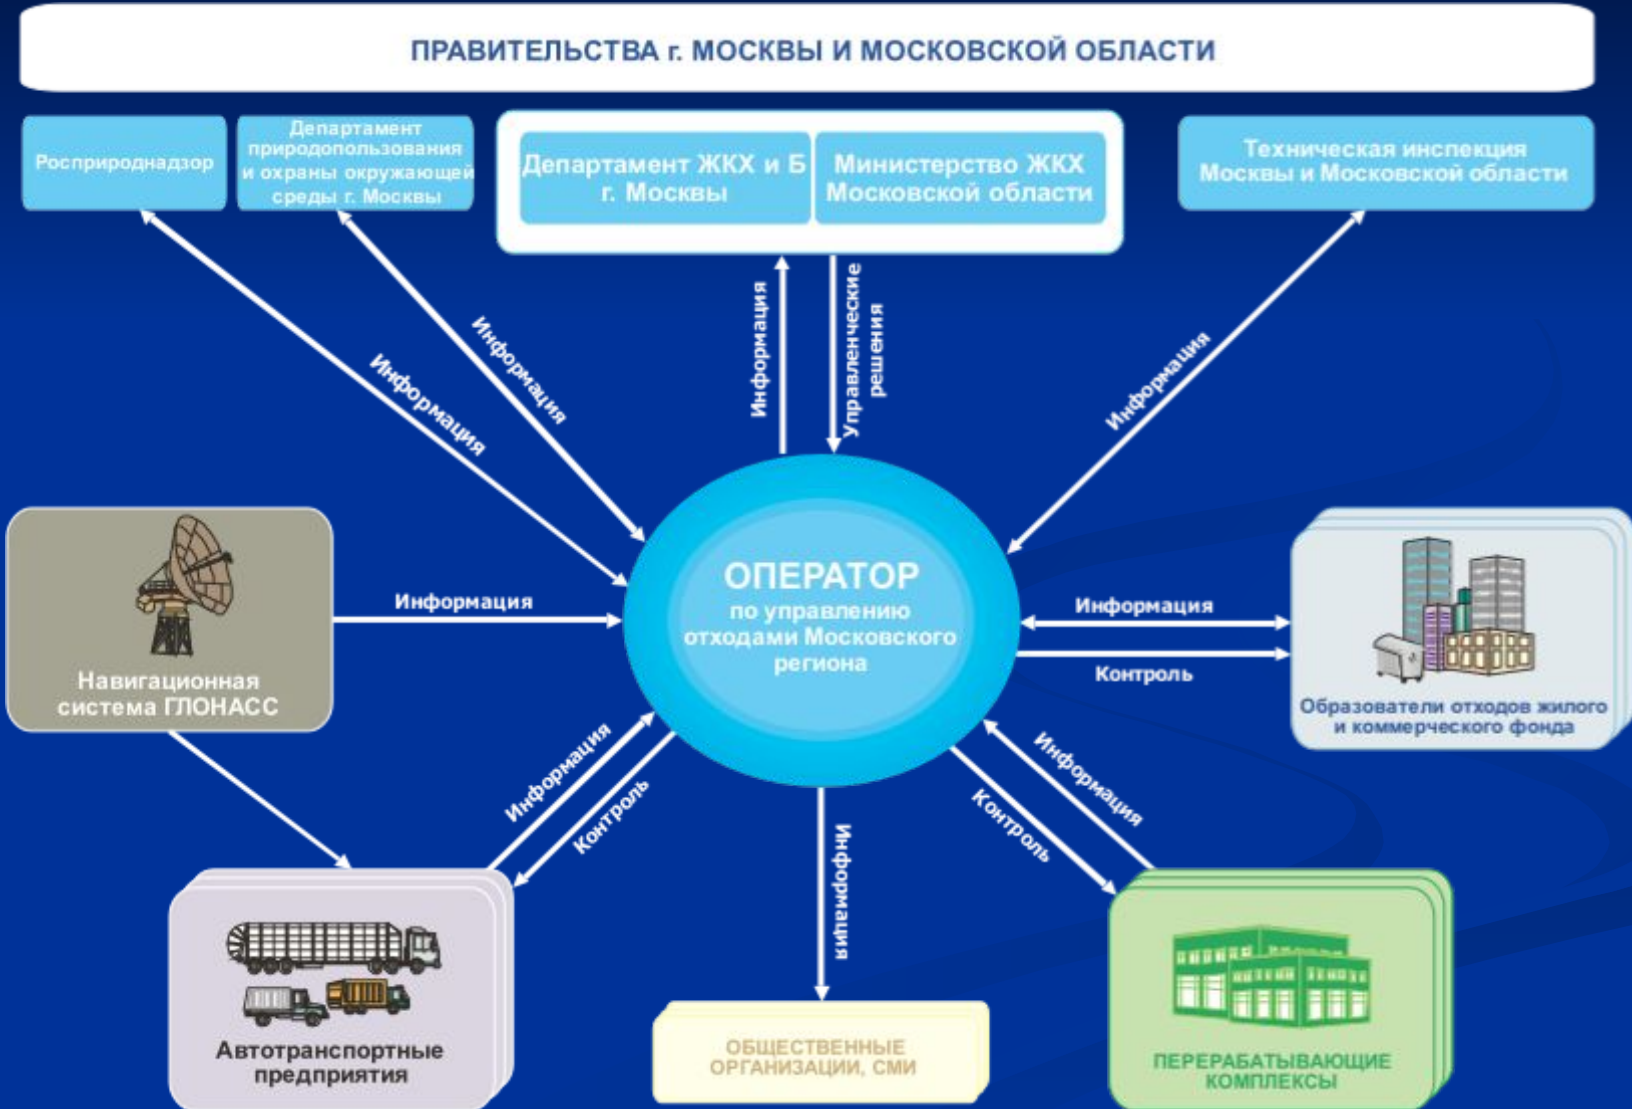 ПРАВИТЕЛЬСТВА г. МОСКВЫ И МОСКОВСКОЙ ОБЛАСТИ
Росприроднадзор
Департамент
природопользования
и охраны окружающей
среды г. Москвы
Департамент ЖКХ и Б
г. Москвы
Министерство ЖКХ
Московской области
Техническая инспекция
Москвы и Московской области
Информация
Информация
Информация
Управленческие
решения
Информация
ОПЕРАТОР
по управлению
отходами Московского
региона
Навигационная
система ГЛОНАСС
Информация
Информация
Контроль
Образователи отходов жилого
и коммерческого фонда
Информация
Контроль
Информация
Контроль
Информация
Автотранспортные
предприятия
ОБЩЕСТВЕННЫЕ
ОРГАНИЗАЦИИ, СМИ
ПЕРЕРАБАТЫВАЮЩИЕ
КОМПЛЕКСЫ